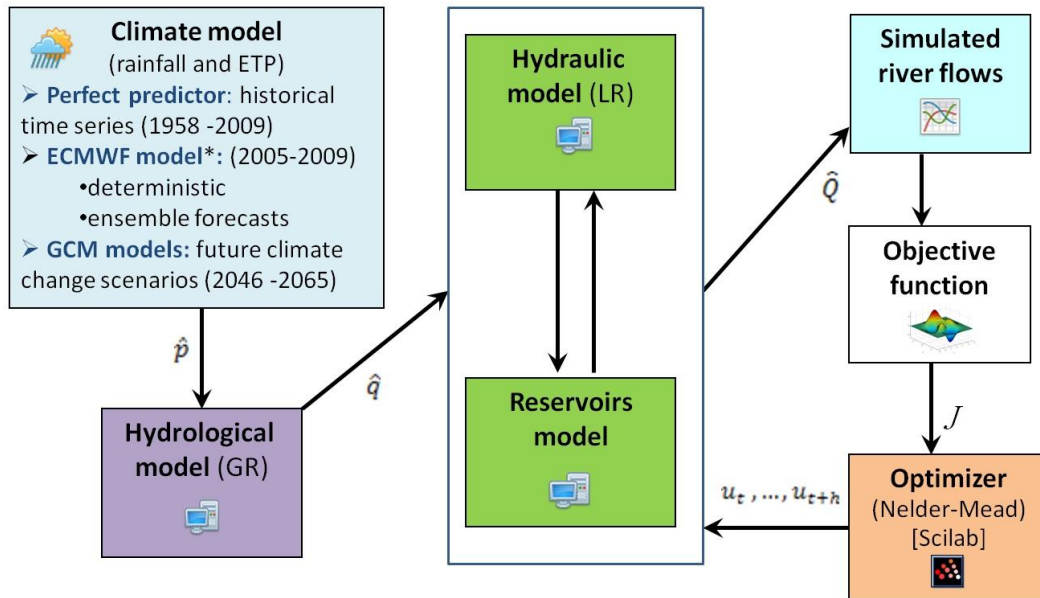 Climate model
(rainfall and ETP)
➢ Perfect predictor: historical
time series (1958 -2009)
➢ ECMWF model*: (2005-2009)
•deterministic
•ensemble forecasts
➢ GCM models: future climate
change scenarios (2046 -2065)
p̂
Hydrological
model (GR)
q̂
Hydraulic
model (LR)
Reservoirs
model
Q̂
Simulated
river flows
Objective
function
J
Optimizer
(Nelder-Mead)
[Scilab]
uₜ , ..., uₜ₊ₕ